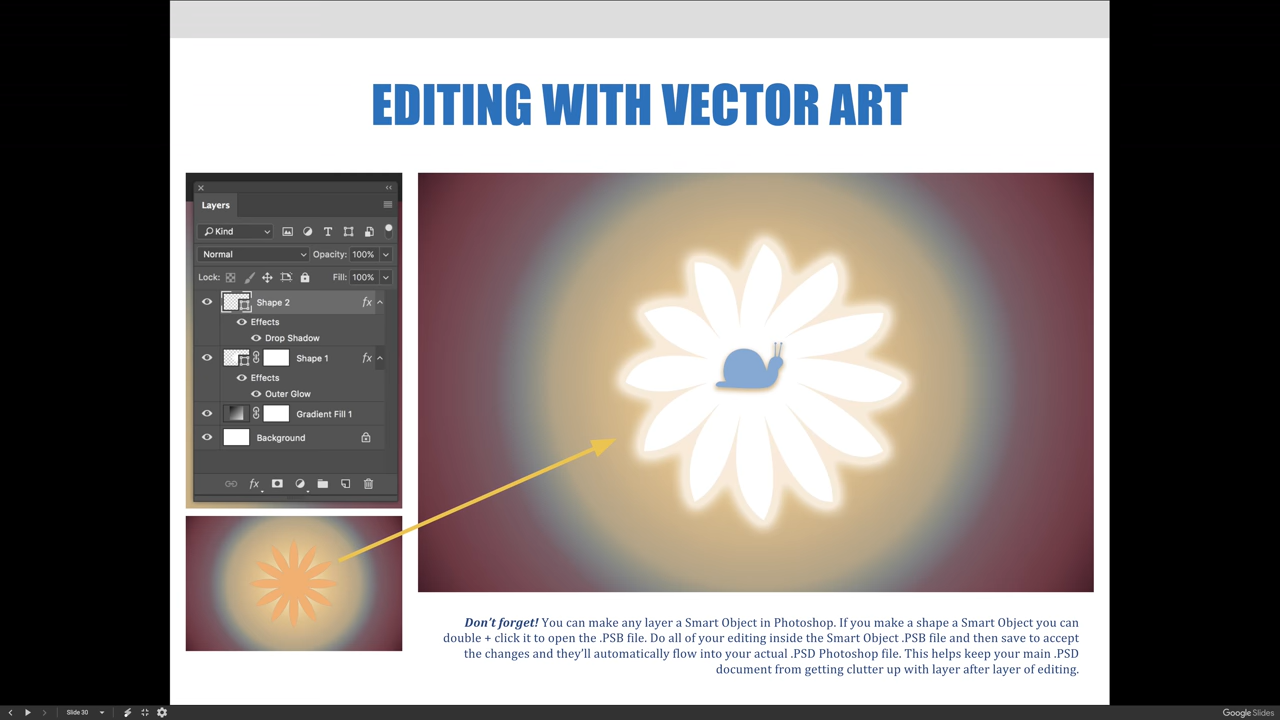 EDITING WITH VECTOR ART
Layers
Kind
Normal Opacity: 100%
Lock: Fill: 100%
Shape 2 fx
Effects
Drop Shadow
Shape 1 fx
Effects
Outer Glow
Gradient Fill 1
Background
fx
Don't forget! You can make any layer a Smart Object in Photoshop. If you make a shape a Smart Object you can
double + click it to open the .PSB file. Do all of your editing inside the Smart Object .PSB file and then save to accept
the changes and they'll automatically flow into your actual .PSD Photoshop file. This helps keep your main .PSD
document from getting clutter up with layer after layer of editing.
Slide 30
Google Slides